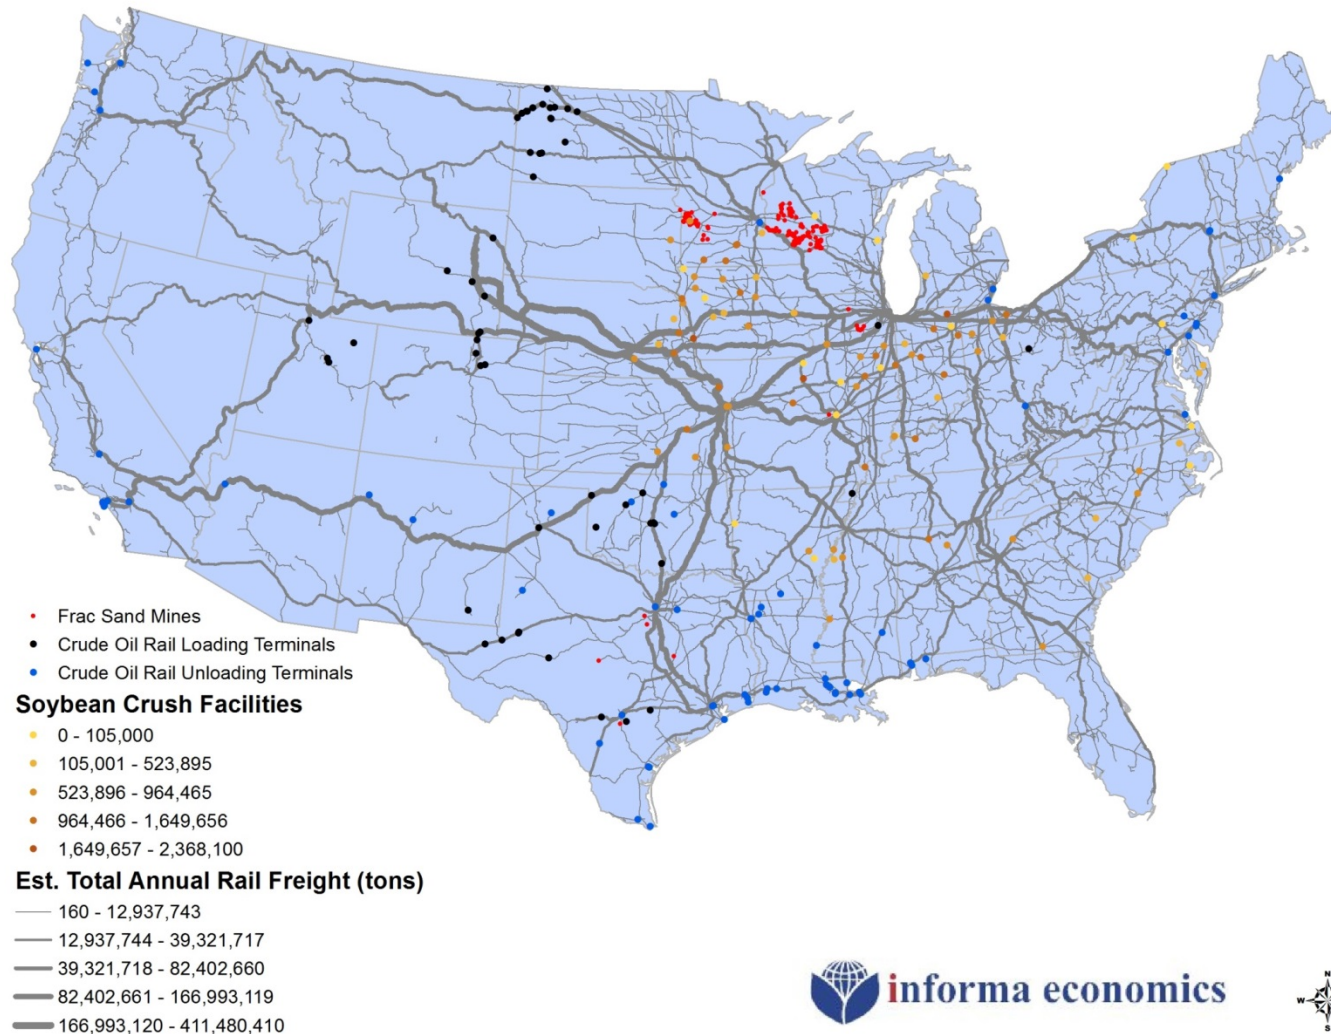 Frac Sand Mines
Crude Oil Rail Loading Terminals
Crude Oil Rail Unloading Terminals
Soybean Crush Facilities
0 - 105,000
105,001 - 523,895
523,896 - 964,465
964,466 - 1,649,656
1,649,657 - 2,368,100
Est. Total Annual Rail Freight (tons)
160 - 12,937,743
12,937,744 - 39,321,717
39,321,718 - 82,402,660
82,402,661 - 166,993,119
166,993,120 - 411,480,410
informa economics
N
W
S